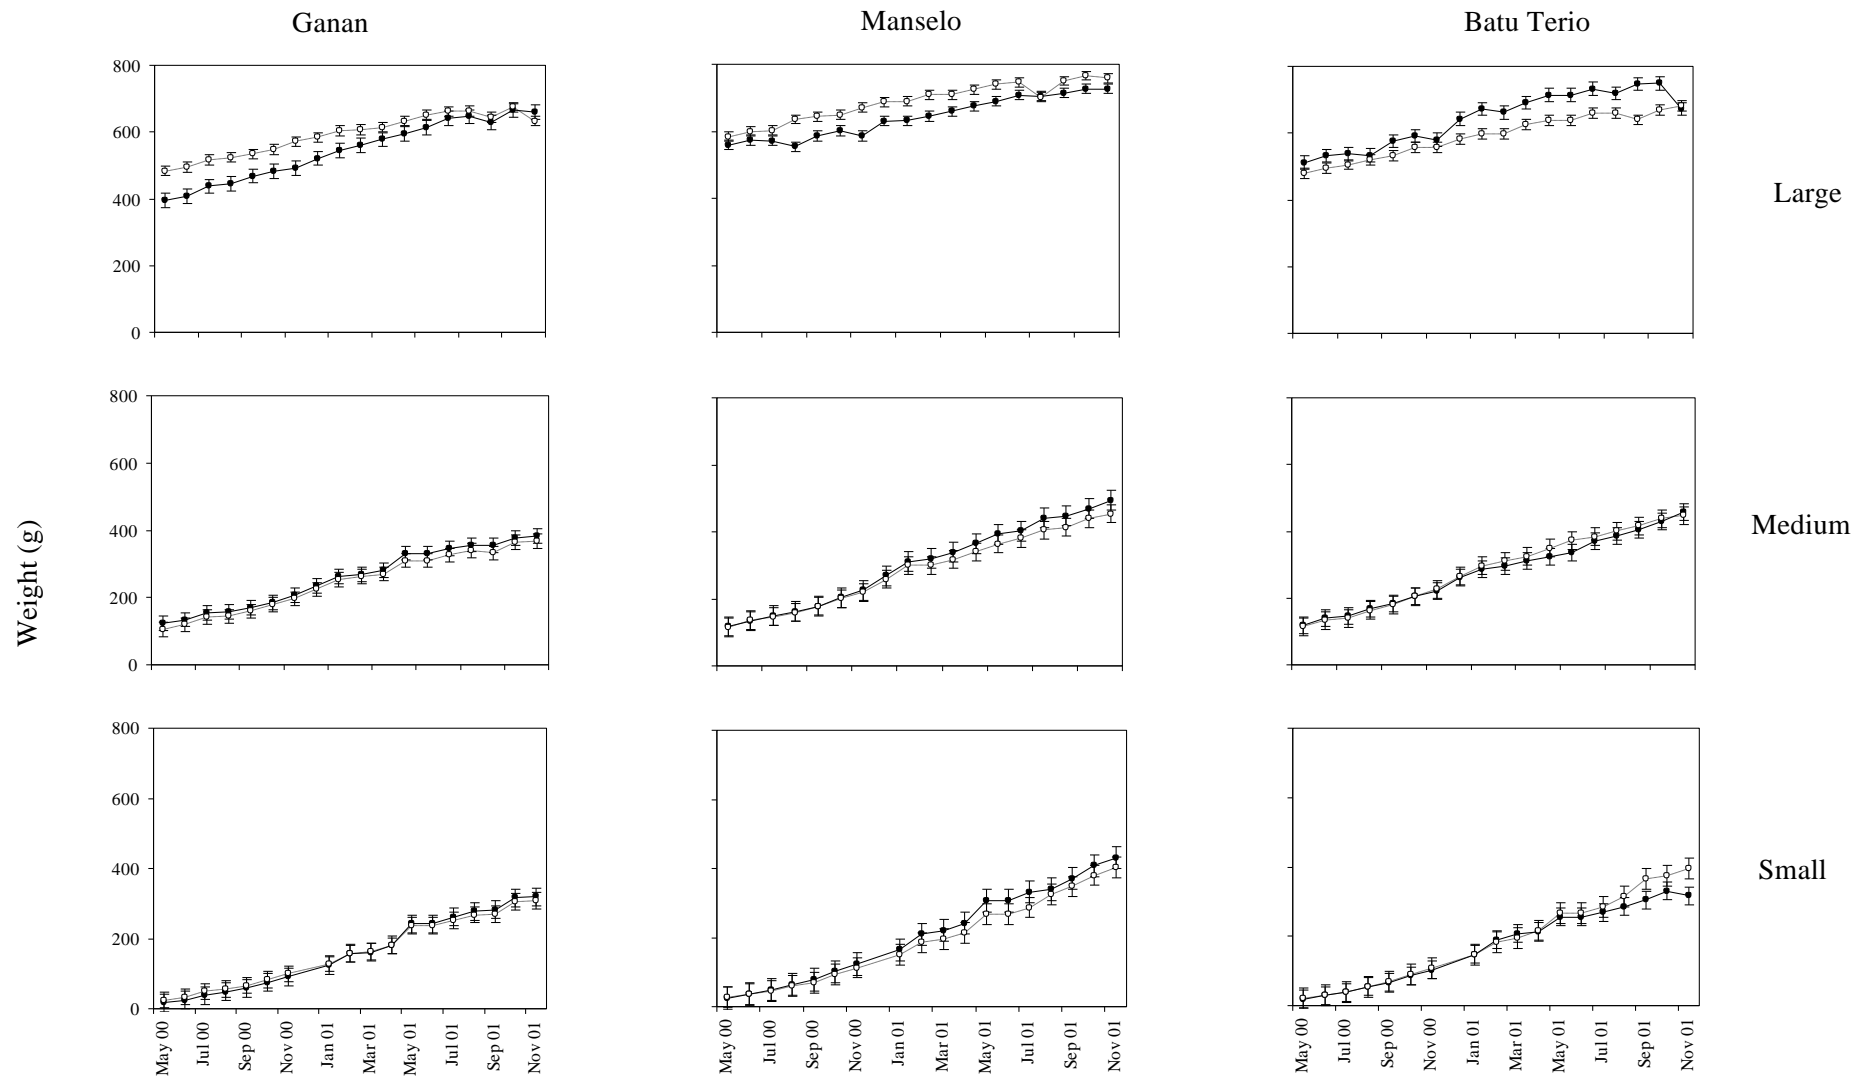 Ganan
Manselo
Batu Terio
800
600
400
200
0
Large
800
600
400
200
0
Medium
Weight (g)
800
600
400
200
0
Small
May 00
Jul 00
Sep 00
Nov 00
Jan 01
Mar 01
May 01
Jul 01
Sep 01
Nov 01
May 00
Jul 00
Sep 00
Nov 00
Jan 01
Mar 01
May 01
Jul 01
Sep 01
Nov 01
May 00
Jul 00
Sep 00
Nov 00
Jan 01
Mar 01
May 01
Jul 01
Sep 01
Nov 01